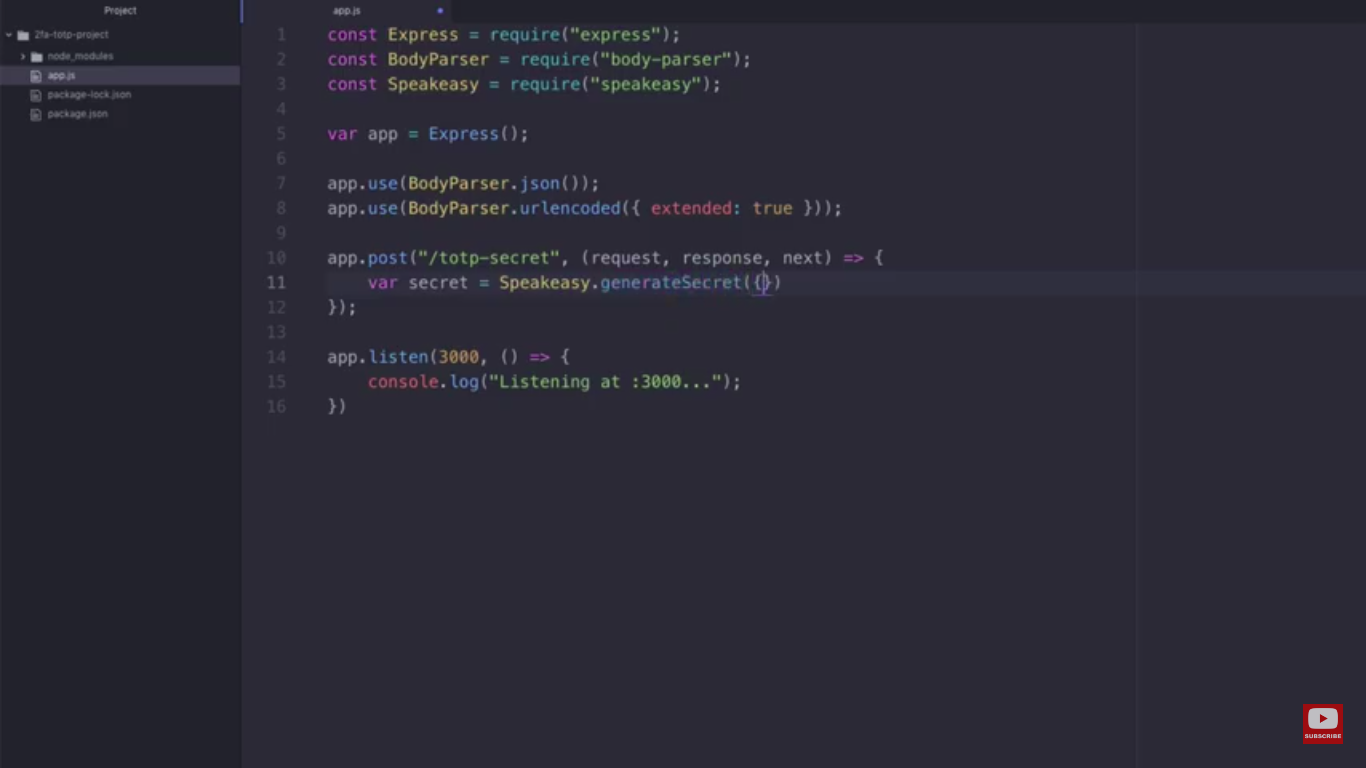 Project
2fa-totp-project
node_modules
app.js
package-lock.json
package.json
app.js
1 const Express = require("express");
2 const BodyParser = require("body-parser");
3 const Speakeasy = require("speakeasy");
4
5 var app = Express();
6
7 app.use(BodyParser.json());
8 app.use(BodyParser.urlencoded({ extended: true }));
9
10 app.post("/totp-secret", (request, response, next) => {
11 var secret = Speakeasy.generateSecret({})
12 });
13
14 app.listen(3000, () => {
15 console.log("Listening at :3000...");
16 })
SUBSCRIBE